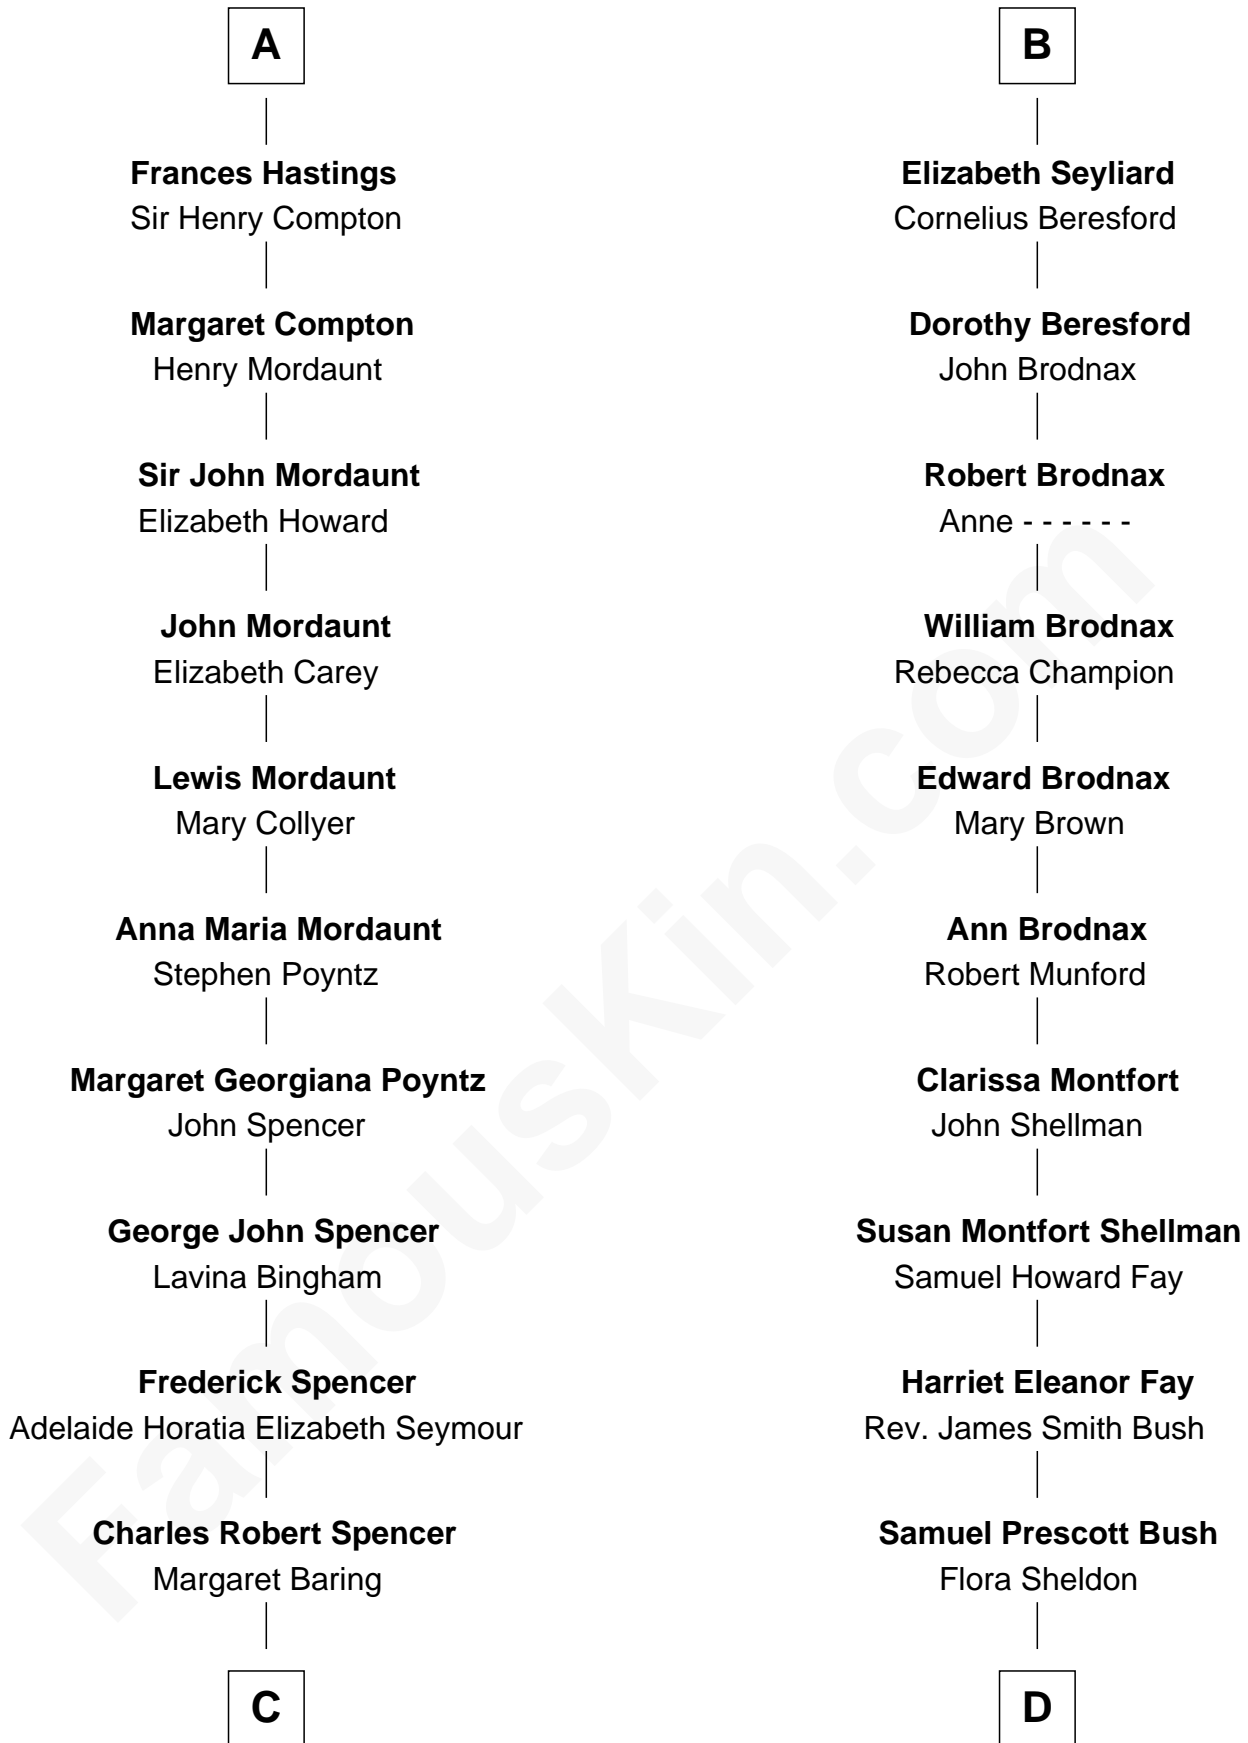 A
Frances Hastings
Sir Henry Compton
Margaret Compton
Henry Mordaunt
Sir John Mordaunt
Elizabeth Howard
John Mordaunt
Elizabeth Carey
Lewis Mordaunt
Mary Collyer
Anna Maria Mordaunt
Stephen Poyntz
Margaret Georgiana Poyntz
John Spencer
George John Spencer
Lavina Bingham
Frederick Spencer
Adelaide Horatia Elizabeth Seymour
Charles Robert Spencer
Margaret Baring
C
B
Elizabeth Seyliard
Cornelius Beresford
Dorothy Beresford
John Brodnax
Robert Brodnax
Anne - - - - - -
William Brodnax
Rebecca Champion
Edward Brodnax
Mary Brown
Ann Brodnax
Robert Munford
Clarissa Montfort
John Shellman
Susan Montfort Shellman
Samuel Howard Fay
Harriet Eleanor Fay
Rev. James Smith Bush
Samuel Prescott Bush
Flora Sheldon
D
FamousKin.com